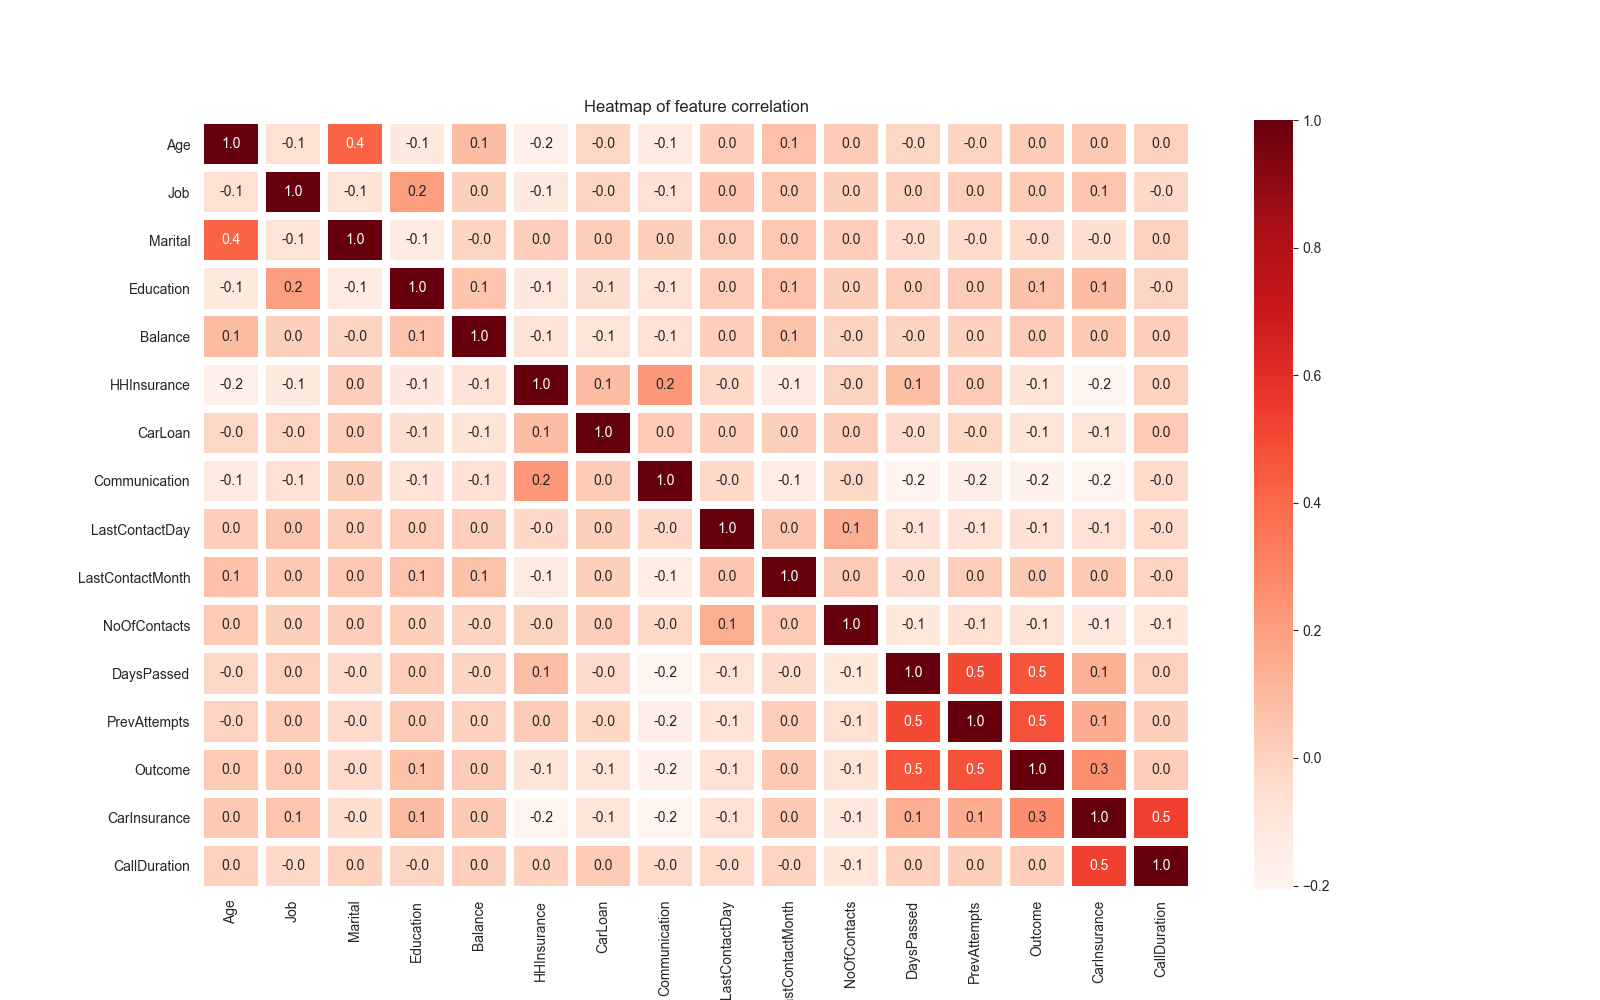 Heatmap of feature correlation
Age 1.0 -0.1 0.4 -0.1 0.1 -0.2 -0.0 -0.1 0.0 0.1 0.0 -0.0 -0.0 0.0 0.0 0.0
Job -0.1 1.0 -0.1 0.2 0.0 -0.1 -0.0 -0.1 0.0 0.0 0.0 0.0 0.0 0.0 0.1 -0.0
Marital 0.4 -0.1 1.0 -0.1 -0.0 0.0 0.0 0.0 0.0 0.0 0.0 -0.0 -0.0 -0.0 -0.0 0.0
Education -0.1 0.2 -0.1 1.0 0.1 -0.1 -0.1 -0.1 0.0 0.1 0.0 0.0 0.0 0.1 0.1 -0.0
Balance 0.1 0.0 -0.0 0.1 1.0 -0.1 -0.1 -0.1 0.0 0.1 -0.0 -0.0 0.0 0.0 0.0 0.0
HHInsurance -0.2 -0.1 0.0 -0.1 -0.1 1.0 0.1 0.2 -0.0 -0.1 -0.0 0.1 0.0 -0.1 -0.2 0.0
CarLoan -0.0 -0.0 0.0 -0.1 -0.1 0.1 1.0 0.0 0.0 0.0 0.0 -0.0 -0.0 -0.1 -0.1 0.0
Communication -0.1 -0.1 0.0 -0.1 -0.1 0.2 0.0 1.0 -0.0 -0.1 -0.0 -0.2 -0.2 -0.2 -0.2 -0.0
LastContactDay 0.0 0.0 0.0 0.0 0.0 -0.0 0.0 -0.0 1.0 0.0 0.1 -0.1 -0.1 -0.1 -0.1 -0.0
LastContactMonth 0.1 0.0 0.0 0.1 0.1 -0.1 0.0 -0.1 0.0 1.0 0.0 -0.0 0.0 0.0 0.0 -0.0
NoOfContacts 0.0 0.0 0.0 0.0 -0.0 -0.0 0.0 -0.0 0.1 0.0 1.0 -0.1 -0.1 -0.1 -0.1 -0.1
DaysPassed -0.0 0.0 -0.0 0.0 -0.0 0.1 -0.0 -0.2 -0.1 -0.0 -0.1 1.0 0.5 0.5 0.1 0.0
PrevAttempts -0.0 0.0 -0.0 0.0 0.0 0.0 -0.0 -0.2 -0.1 0.0 -0.1 0.5 1.0 0.5 0.1 0.0
Outcome 0.0 0.0 -0.0 0.1 0.0 -0.1 -0.1 -0.2 -0.1 0.0 -0.1 0.5 0.5 1.0 0.3 0.0
CarInsurance 0.0 0.1 -0.0 0.1 0.0 -0.2 -0.1 -0.2 -0.1 0.0 -0.1 0.1 0.1 0.3 1.0 0.5
CallDuration 0.0 -0.0 0.0 -0.0 0.0 0.0 0.0 -0.0 -0.0 -0.0 -0.1 0.0 0.0 0.0 0.5 1.0
Age Job Marital Education Balance HHInsurance CarLoan Communication LastContactDay stContactMonth NoOfContacts DaysPassed PrevAttempts Outcome CarInsurance CallDuration
1.0
0.8
0.6
0.4
0.2
0.0
−0.2